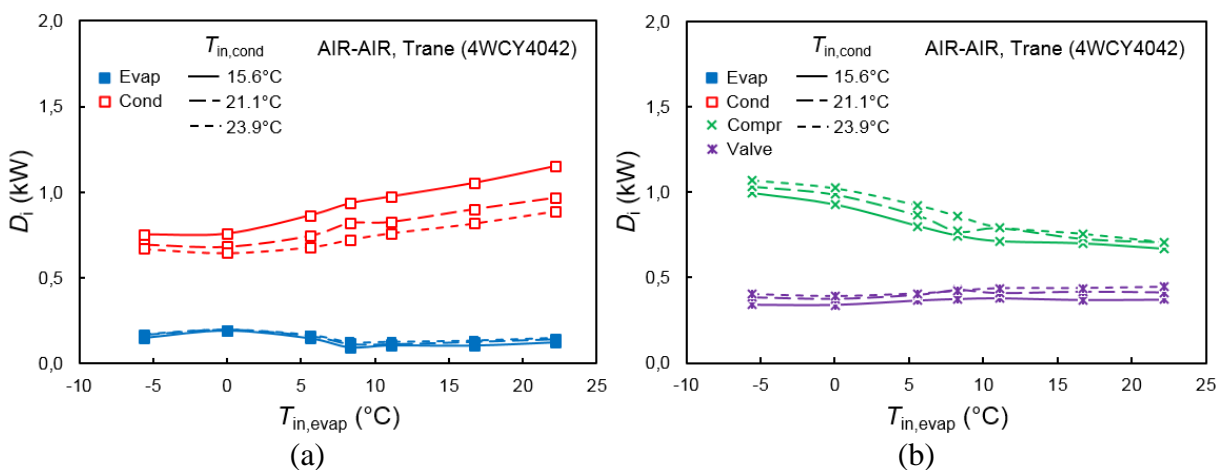 (a)
AIR-AIR, Trane (4WCY4042)
T_in,cond
Evap
Cond
15.6°C
21.1°C
23.9°C
D_i (kW)
2,0
1,5
1,0
0,5
0,0
-10 -5 0 5 10 15 20 25
T_in,evap (°C)
(a)
(b)
AIR-AIR, Trane (4WCY4042)
T_in,cond
Evap
Cond
Compr
Valve
15.6°C
21.1°C
23.9°C
D_i (kW)
2,0
1,5
1,0
0,5
0,0
-10 -5 0 5 10 15 20 25
T_in,evap (°C)
(b)